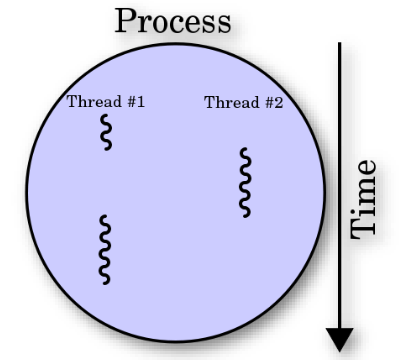 Process
Thread #1
Thread #2
Time